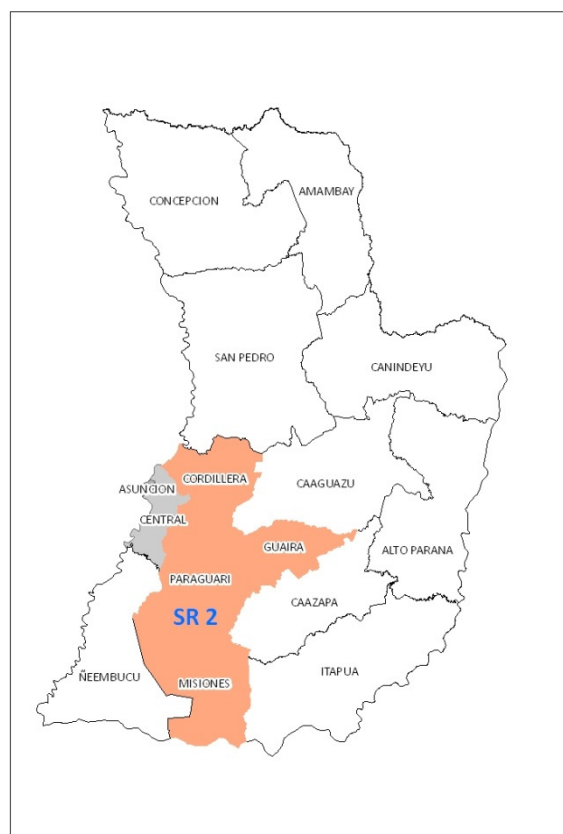 AMAMBAY
CONCEPCION
SAN PEDRO
CANINDEYU
CORDILLERA
CAAGUAZU
ASUNCION
CENTRAL
GUAIRA
ALTO PARANA
PARAGUARI
CAAZAPA
SR 2
ÑEEMBUCU
MISIONES
ITAPUA